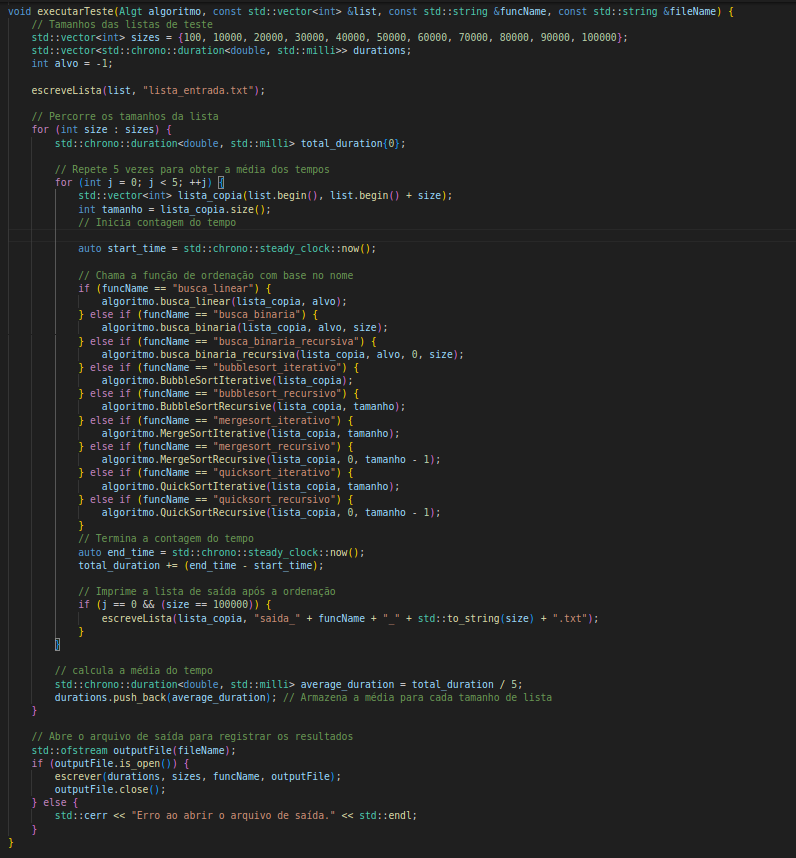 void executarTeste(Algt algoritmo, const std::vector<int> &list, const std::string &funcName, const std::string &fileName) {
    // Tamanhos das listas de teste
    std::vector<int> sizes = {100, 10000, 20000, 30000, 40000, 50000, 60000, 70000, 80000, 90000, 100000};
    std::vector<std::chrono::duration<double, std::milli>> durations;
    int alvo = -1;

    escreveLista(list, "lista_entrada.txt");

    // Percorre os tamanhos da lista
    for (int size : sizes) {
        std::chrono::duration<double, std::milli> total_duration{0};

        // Repete 5 vezes para obter a média dos tempos
        for (int j = 0; j < 5; ++j) {
            std::vector<int> lista_copia(list.begin(), list.begin() + size);
            int tamanho = lista_copia.size();
            // Inicia contagem do tempo

            auto start_time = std::chrono::steady_clock::now();

            // Chama a função de ordenação com base no nome
            if (funcName == "busca_linear") {
                algoritmo.busca_linear(lista_copia, alvo);
            } else if (funcName == "busca_binaria") {
                algoritmo.busca_binaria(lista_copia, alvo, size);
            } else if (funcName == "busca_binaria_recursiva") {
                algoritmo.busca_binaria_recursiva(lista_copia, alvo, 0, size);
            } else if (funcName == "bubblesort_iterativo") {
                algoritmo.BubbleSortIterative(lista_copia);
            } else if (funcName == "bubblesort_recursivo") {
                algoritmo.BubbleSortRecursive(lista_copia, tamanho);
            } else if (funcName == "mergesort_iterativo") {
                algoritmo.MergeSortIterative(lista_copia, tamanho);
            } else if (funcName == "mergesort_recursivo") {
                algoritmo.MergeSortRecursive(lista_copia, 0, tamanho - 1);
            } else if (funcName == "quicksort_iterativo") {
                algoritmo.QuickSortIterative(lista_copia, tamanho);
            } else if (funcName == "quicksort_recursivo") {
                algoritmo.QuickSortRecursive(lista_copia, 0, tamanho - 1);
            }
            // Termina a contagem do tempo
            auto end_time = std::chrono::steady_clock::now();
            total_duration += (end_time - start_time);

            // Imprime a lista de saída após a ordenação
            if (j == 0 && (size == 100000)) {
                escreveLista(lista_copia, "saida_" + funcName + "_" + std::to_string(size) + ".txt");
            }
        }

        // calcula a média do tempo
        std::chrono::duration<double, std::milli> average_duration = total_duration / 5;
        durations.push_back(average_duration); // Armazena a média para cada tamanho de lista
    }

    // Abre o arquivo de saída para registrar os resultados
    std::ofstream outputFile(fileName);
    if (outputFile.is_open()) {
        escrever(durations, sizes, funcName, outputFile);
        outputFile.close();
    } else {
        std::cerr << "Erro ao abrir o arquivo de saída." << std::endl;
    }
}